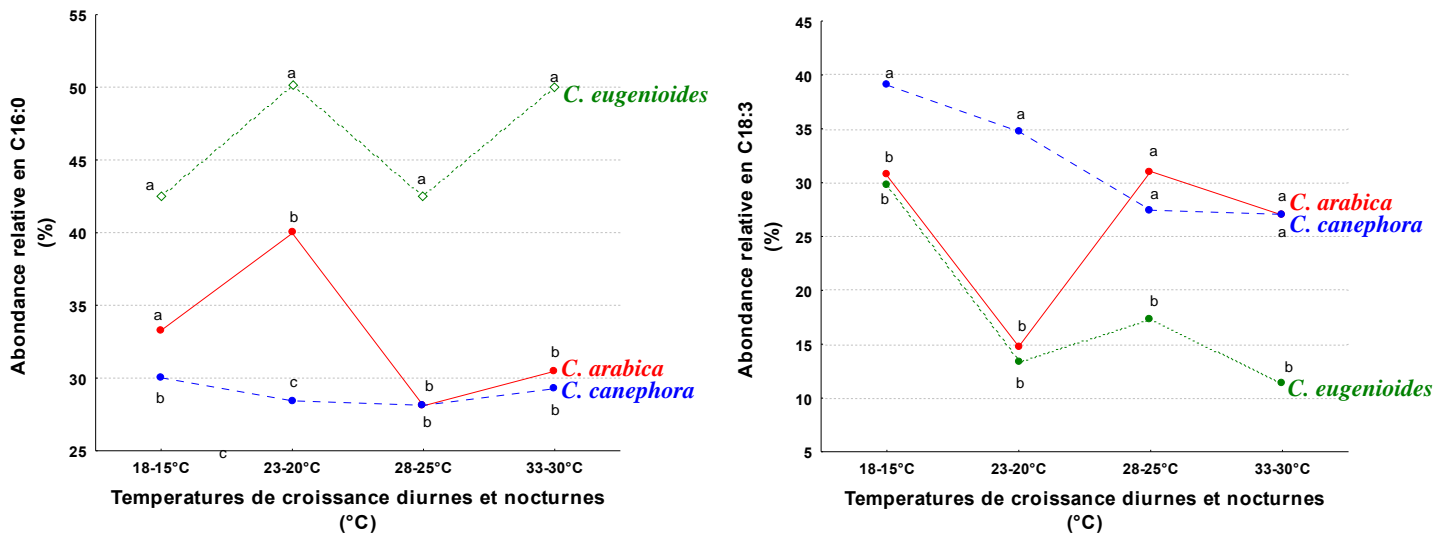 55
50
45
40
35
30
25
Abondance relative en C16:0
(%)
a
a
a
a
C. eugenioides
a
b
b
b
C. arabica
b
c
b
b
C. canephora
c
18-15°C
23-20°C
28-25°C
33-30°C
Temperatures de croissance diurnes et nocturnes
(°C)
45
40
35
30
25
20
15
10
5
Abondance relative en C18:3
(%)
a
a
a
a
C. canephora
b
b
a
a
C. arabica
b
b
b
b
C. eugenioides
18-15°C
23-20°C
28-25°C
33-30°C
Temperatures de croissance diurnes et nocturnes
(°C)